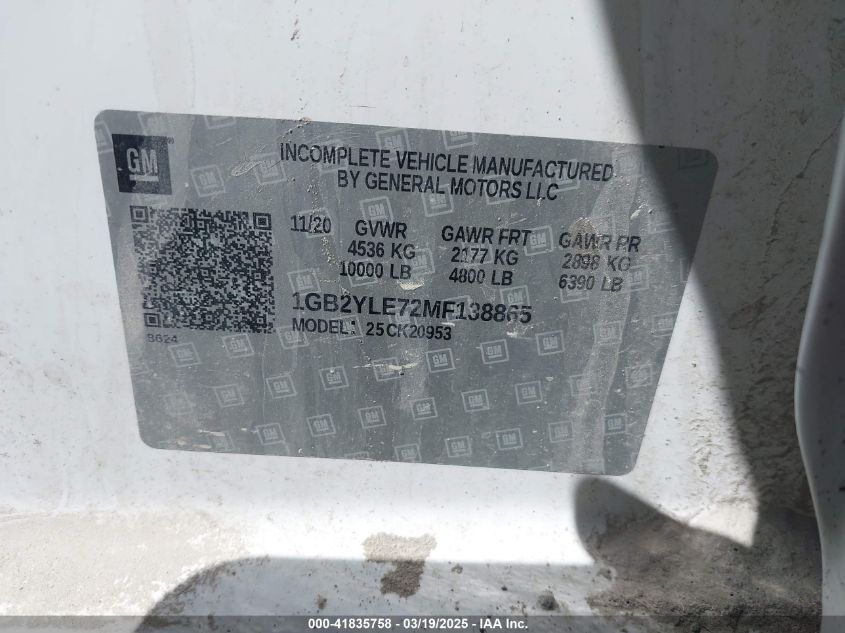 GM
INCOMPLETE VEHICLE MANUFACTURED
BY GENERAL MOTORS LLC
11/20 GVWR GAWR FRT GAWR RR
4536 KG 2177 KG 2898 KG
10000 LB 4800 LB 6390 LB
1GB2YLE72MF138865
MODEL: 25CK20953
S624
000-41835758 - 03/19/2025 - IAA Inc.